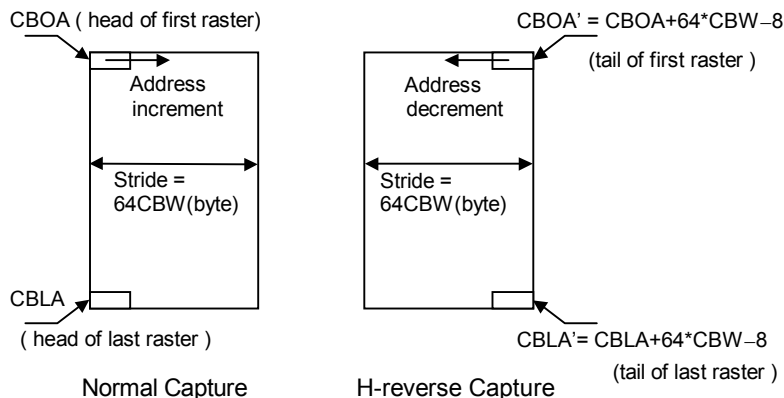 CBOA ( head of first raster)
Address
increment
Stride =
64CBW(byte)
CBLA
( head of last raster )
Normal Capture
CBOA’ = CBOA+64*CBW–8
(tail of first raster )
Address
decrement
Stride =
64CBW(byte)
CBLA’= CBLA+64*CBW–8
(tail of last raster )
H-reverse Capture